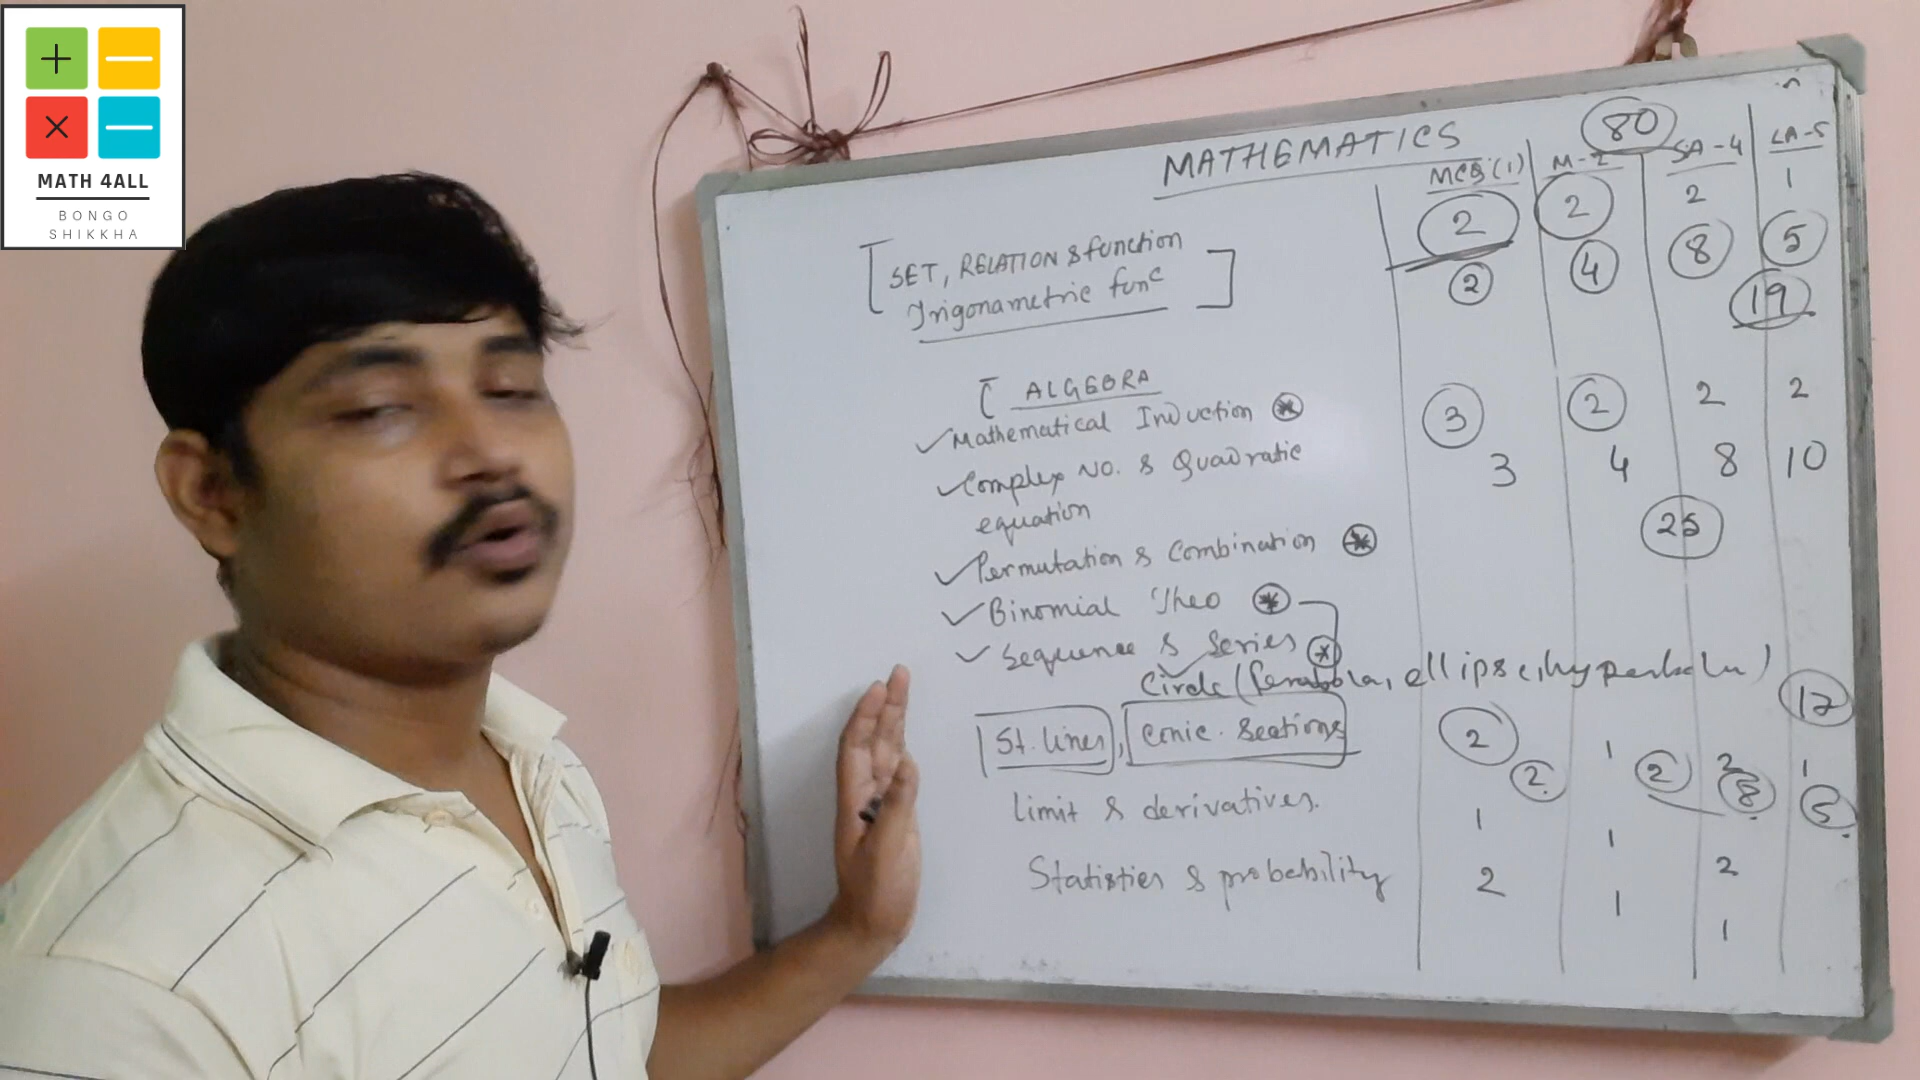 MATH 4ALL
BONGO
SHIKKHA
MATHEMATICS
80
MCQ(1) M-2 SA-4 LA-5
2 2 2 1
SET, RELATION & function
2 4 8 5
Trigonametric func
19
ALGEBRA
Mathematical Induction
3 2 2 2
Complex No. & Quadratic
equation
3 4 8 10
25
Permutation & Combination
Binomial Theo
Sequence & Series
Circle (Parabola, ellipse, hyperbola)
17
St. lines, Conic. Sections
2 1 2 1
2 2 8 5
Limit & derivatives.
1 1 2
Statistics & probability
2 1 1